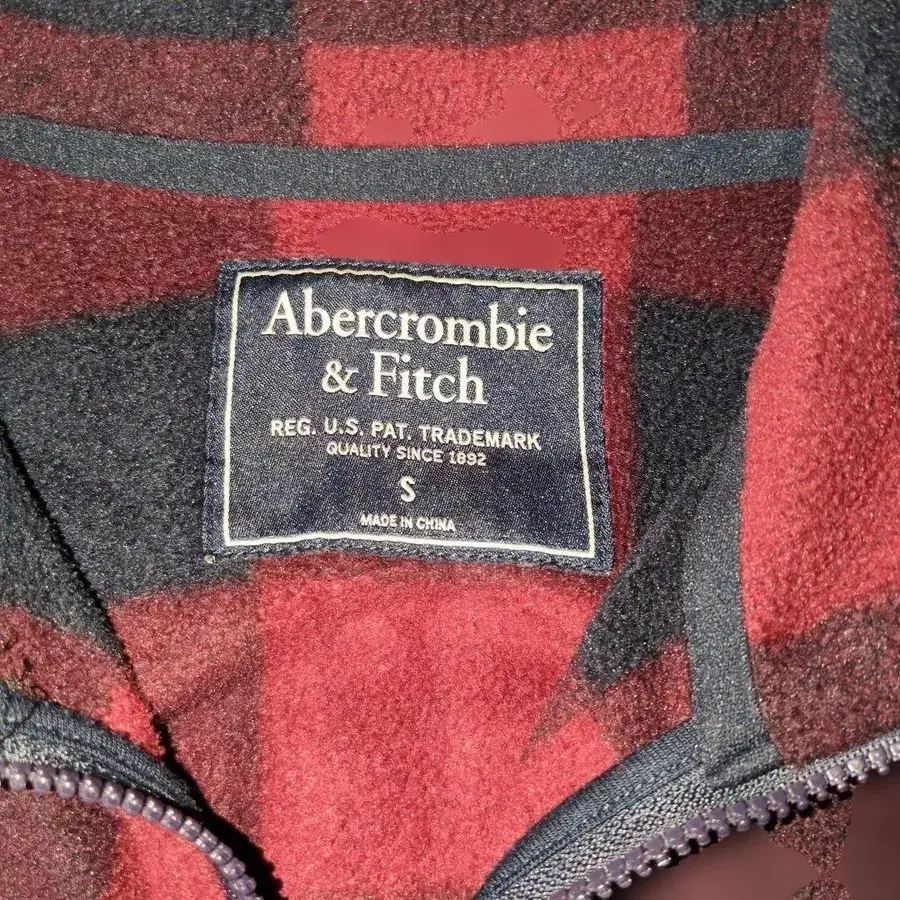 Abercrombie
& Fitch
REG. U.S. PAT. TRADEMARK
QUALITY SINCE 1892
S
MADE IN CHINA